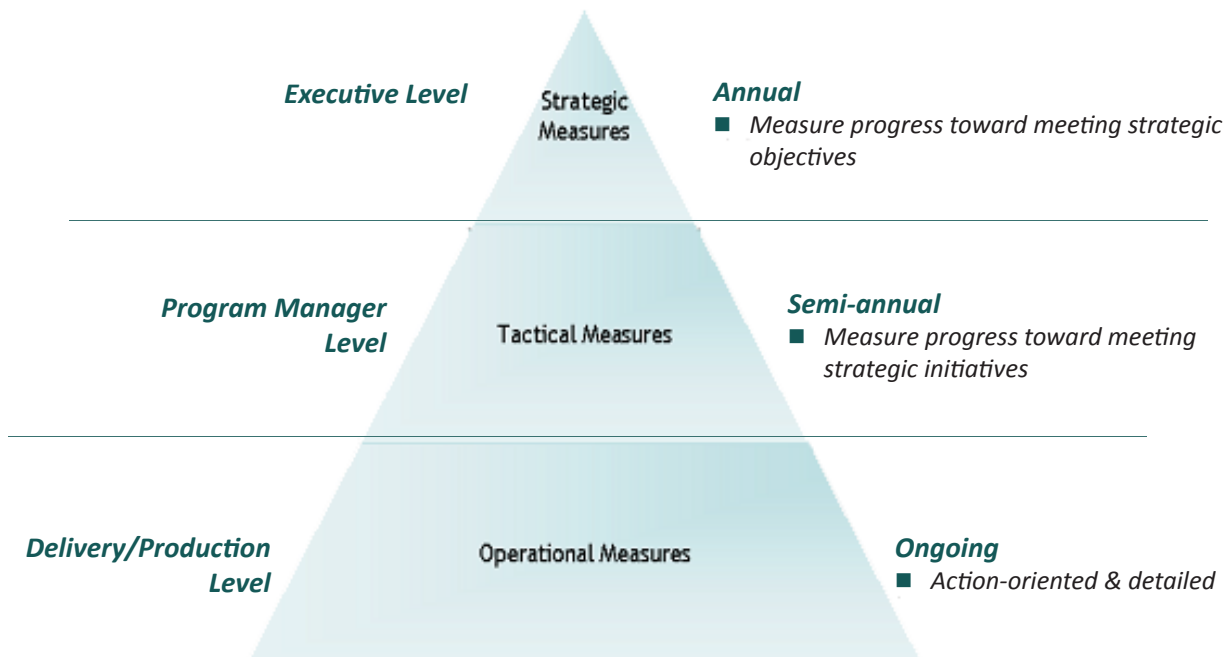 Executive Level
Strategic
Measures
Annual
■ Measure progress toward meeting strategic
objectives
Program Manager
Level
Tactical Measures
Semi-annual
■ Measure progress toward meeting
strategic initiatives
Delivery/Production
Level
Operational Measures
Ongoing
■ Action-oriented & detailed